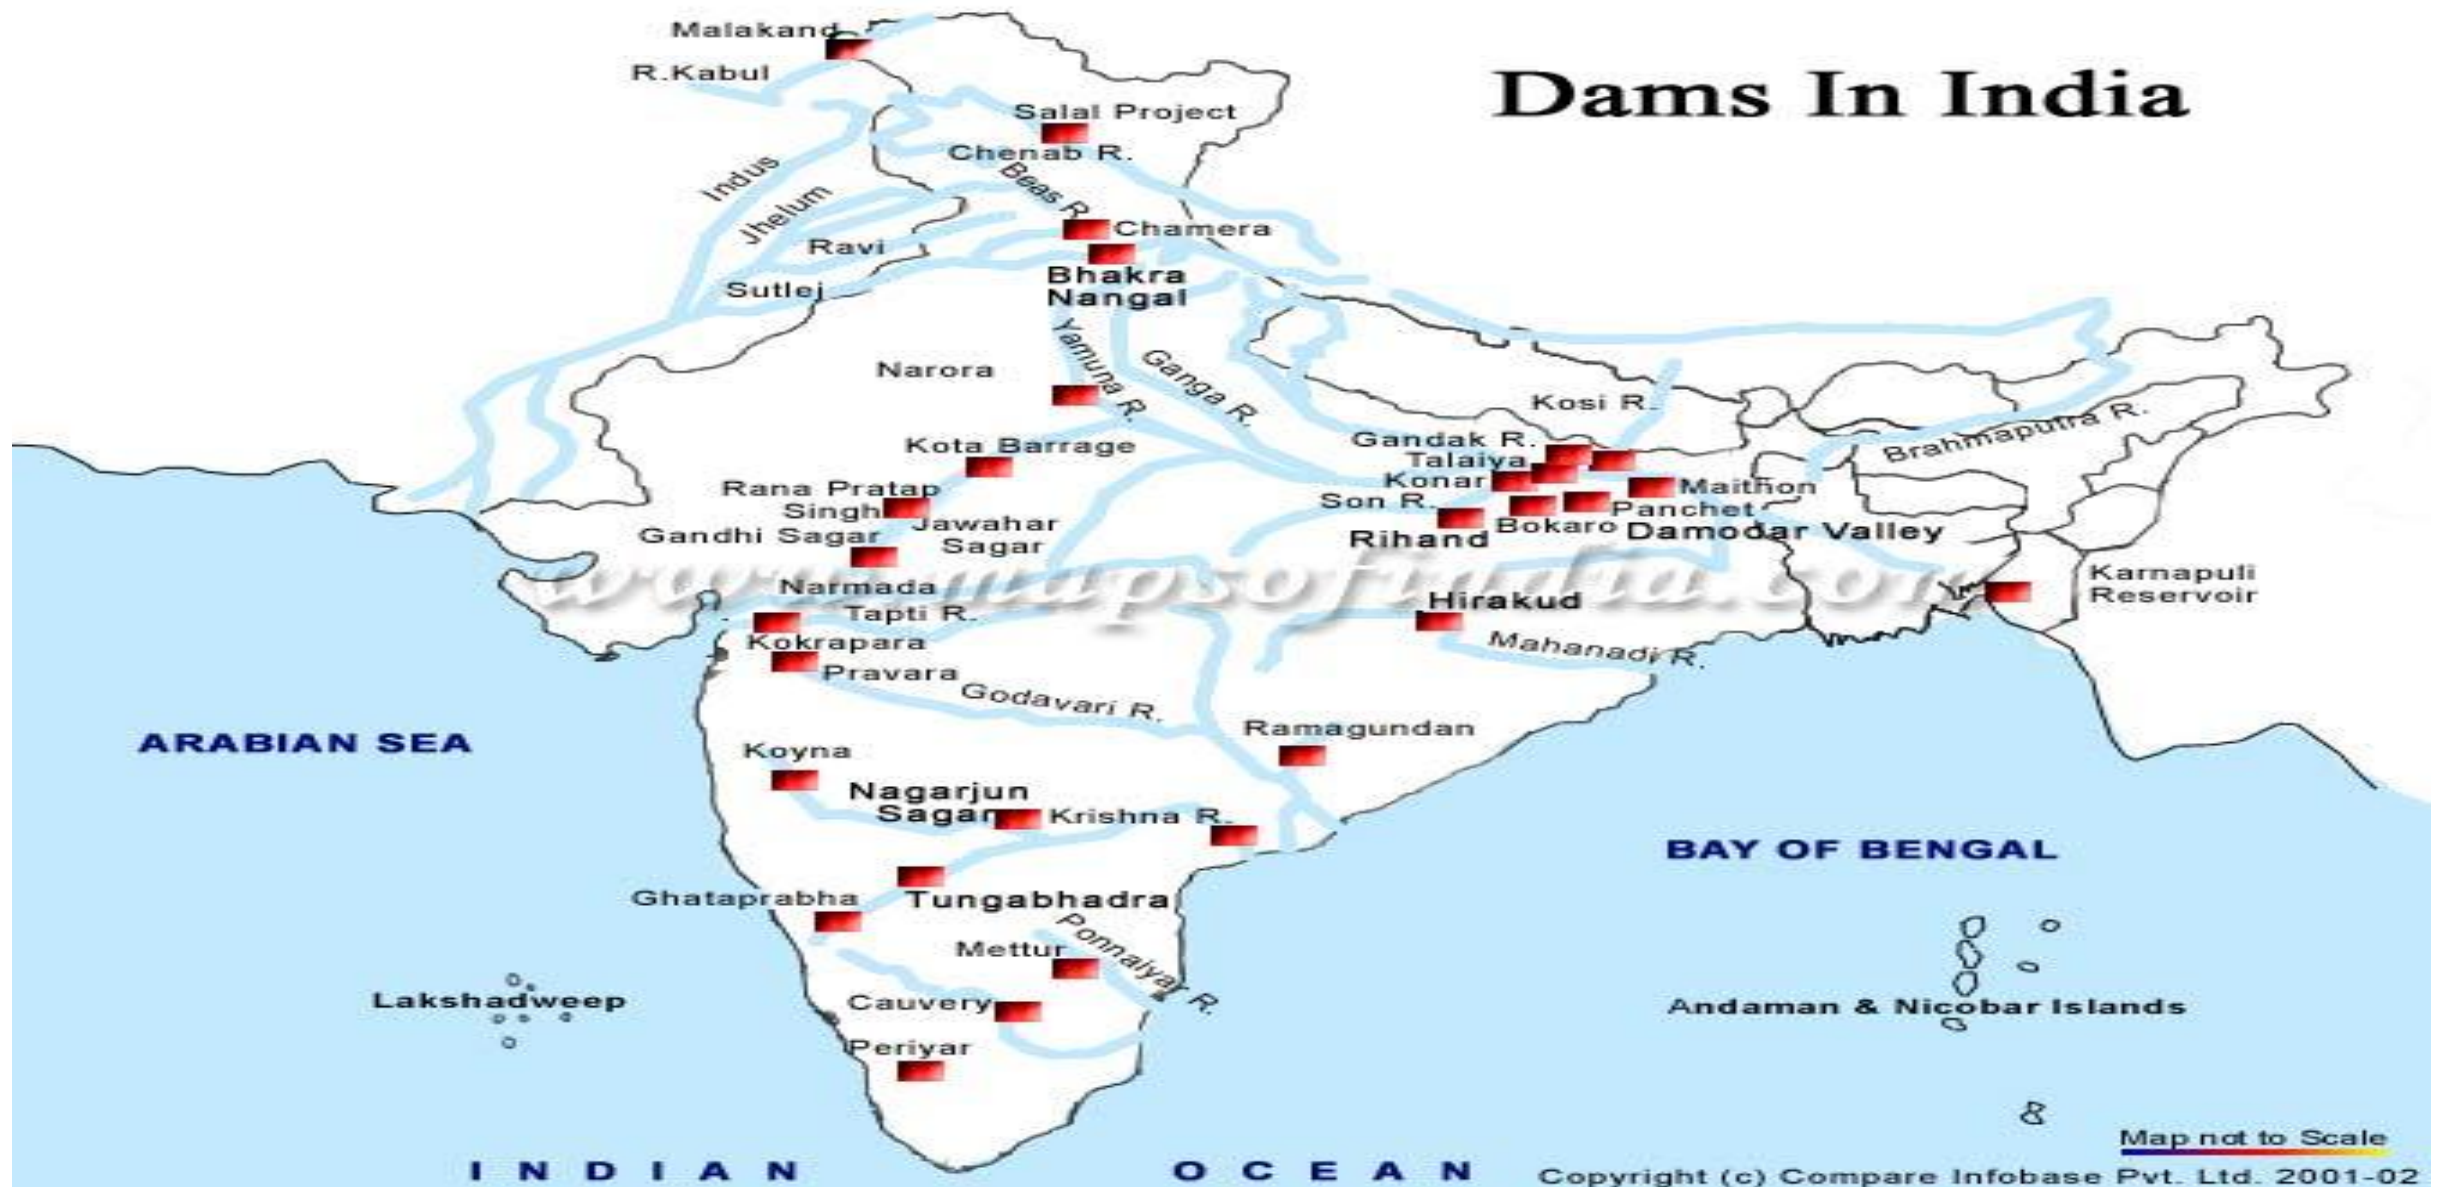 Malakand
R.Kabul
Dams In India
Salal Project
Chenab R.
Indus
Beas R.
Jhelum
Chamera
Ravi
Bhakra
Nangal
Sutlej
Yamuna R.
Ganga R.
Narora
Kosi R.
Brahmaputra R.
Gandak R.
Kota Barrage
Talaiya
Konar
Maithon
Rana Pratap
Singh
Son R.
Panchet
Jawahar
Sagar
Bokaro
Damodar Valley
Gandhi Sagar
Rihand
www.mapsofindia.com
Karnapuli
Reservoir
Narmada
Hirakud
Tapti R.
Kokrapara
Mahanadi R.
Pravara
Godavari R.
Ramagundan
ARABIAN SEA
Koyna
Nagarjun
Sagar
Krishna R.
BAY OF BENGAL
Ghataprabha
Tungabhadra
Ponnaiyar R.
Mettur
Lakshadweep
Cauvery
Andaman & Nicobar Islands
Periyar
Map not to Scale
INDIAN OCEAN
Copyright (c) Compare Infobase Pvt. Ltd. 2001-02